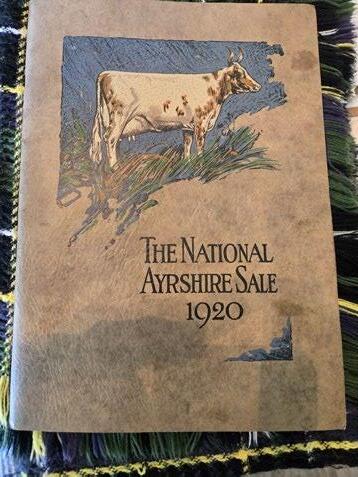 THE NATIONAL
AYRSHIRE SALE
1920